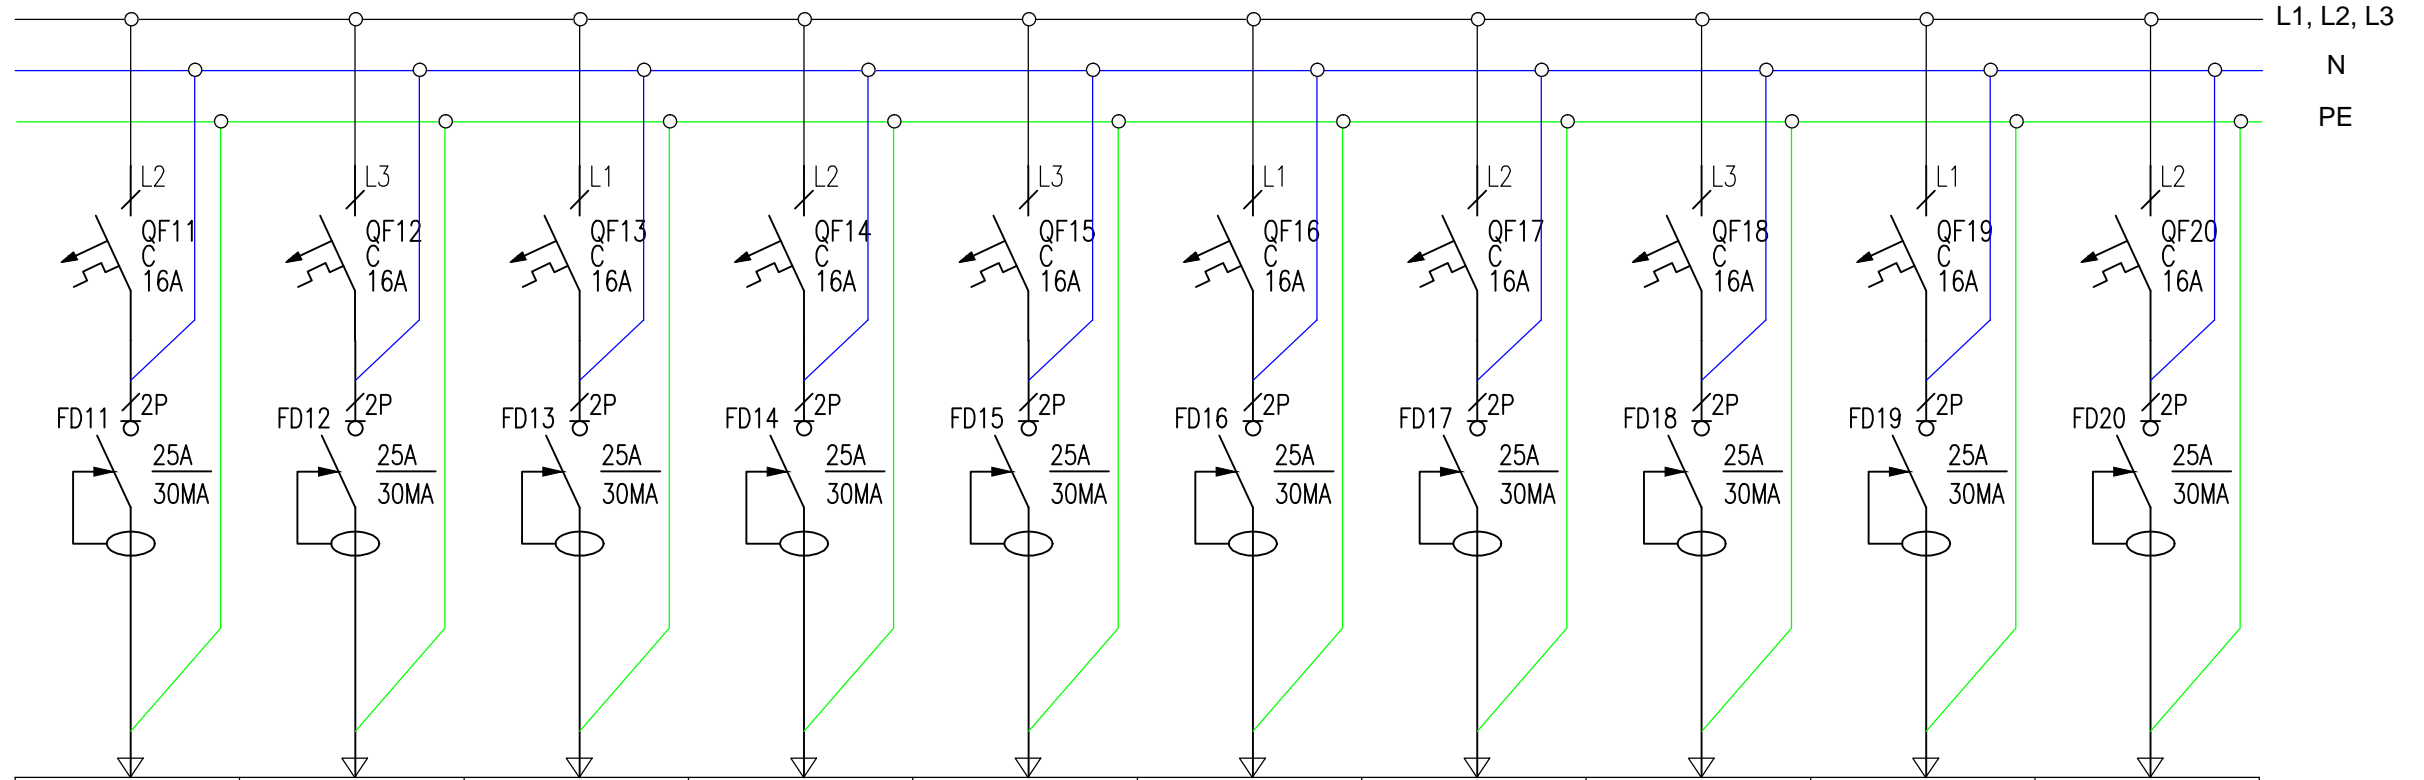 L1, L2, L3
N
PE
L2 L3 L1 L2 L3 L1 L2 L3 L1 L2
QF11 QF12 QF13 QF14 QF15 QF16 QF17 QF18 QF19 QF20
C C C C C C C C C C
16A 16A 16A 16A 16A 16A 16A 16A 16A 16A
2P 2P 2P 2P 2P 2P 2P 2P 2P 2P
FD11 FD12 FD13 FD14 FD15 FD16 FD17 FD18 FD19 FD20
25A 25A 25A 25A 25A 25A 25A 25A 25A 25A
30MA 30MA 30MA 30MA 30MA 30MA 30MA 30MA 30MA 30MA